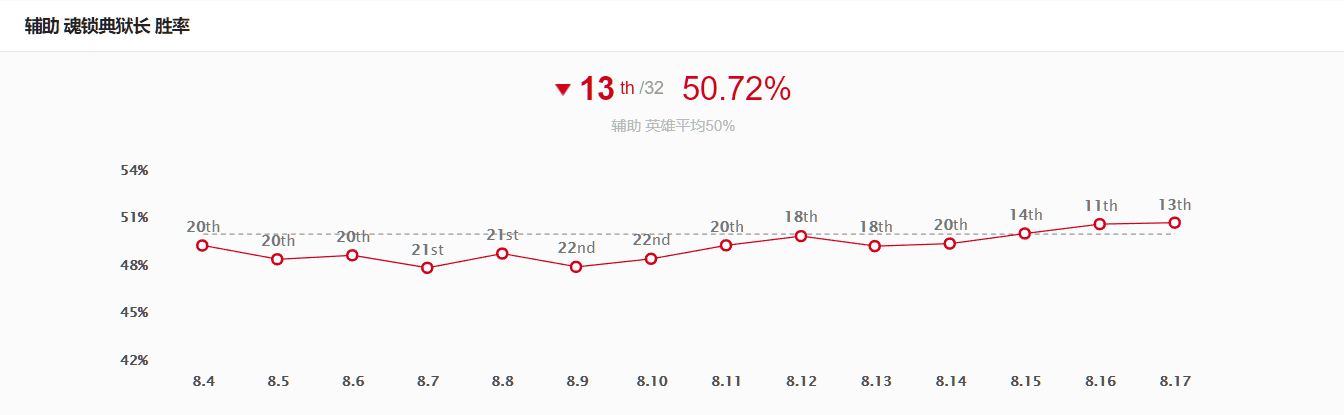 辅助 魂锁典狱长 胜率
▼ 13 th /32 50.72%
辅助 英雄平均50%
54%
51%
48%
45%
42%
20th 20th 20th 21st 21st 22nd 22nd 20th 18th 18th 20th 14th 11th 13th
8.4 8.5 8.6 8.7 8.8 8.9 8.10 8.11 8.12 8.13 8.14 8.15 8.16 8.17